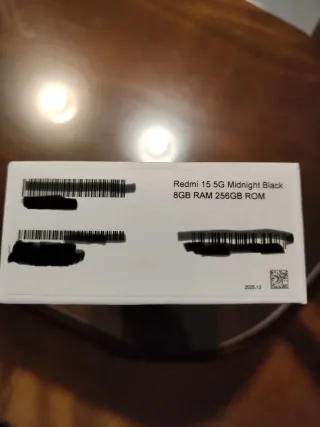 Redmi 15 5G Midnight Black
8GB RAM 256GB ROM
2025.12